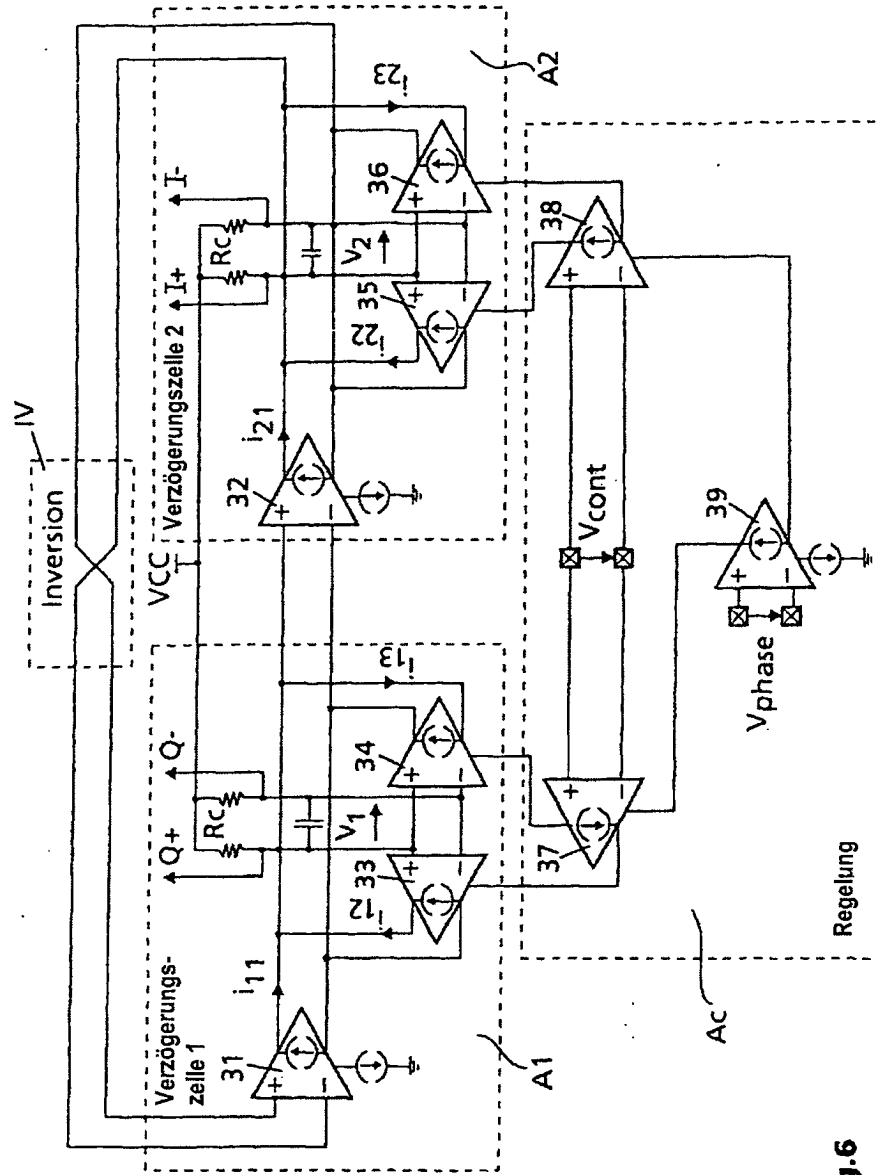 Inversion
IV
VCC
Verzögerungs-
zelle 1
Q+
Q-
Rc
V1
i11
i12
i13
31
33
34
+
−
A1
Verzögerungszelle 2
I+
I-
Rc
V2
i21
i22
i23
32
35
36
+
−
A2
37
38
39
+
−
Vcont
Vphase
Regelung
Ac
g.6